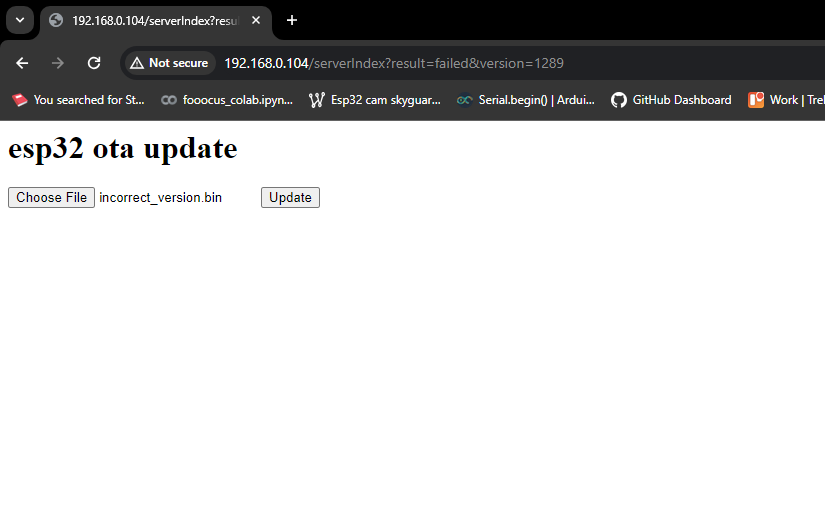 192.168.0.104/serverIndex?resu
Not secure 192.168.0.104/serverIndex?result=failed&version=1289
You searched for St... fooocus_colab.ipyn... Esp32 cam skyguar... Serial.begin() | Ardui... GitHub Dashboard Work | Trel
esp32 ota update
Choose File incorrect_version.bin Update